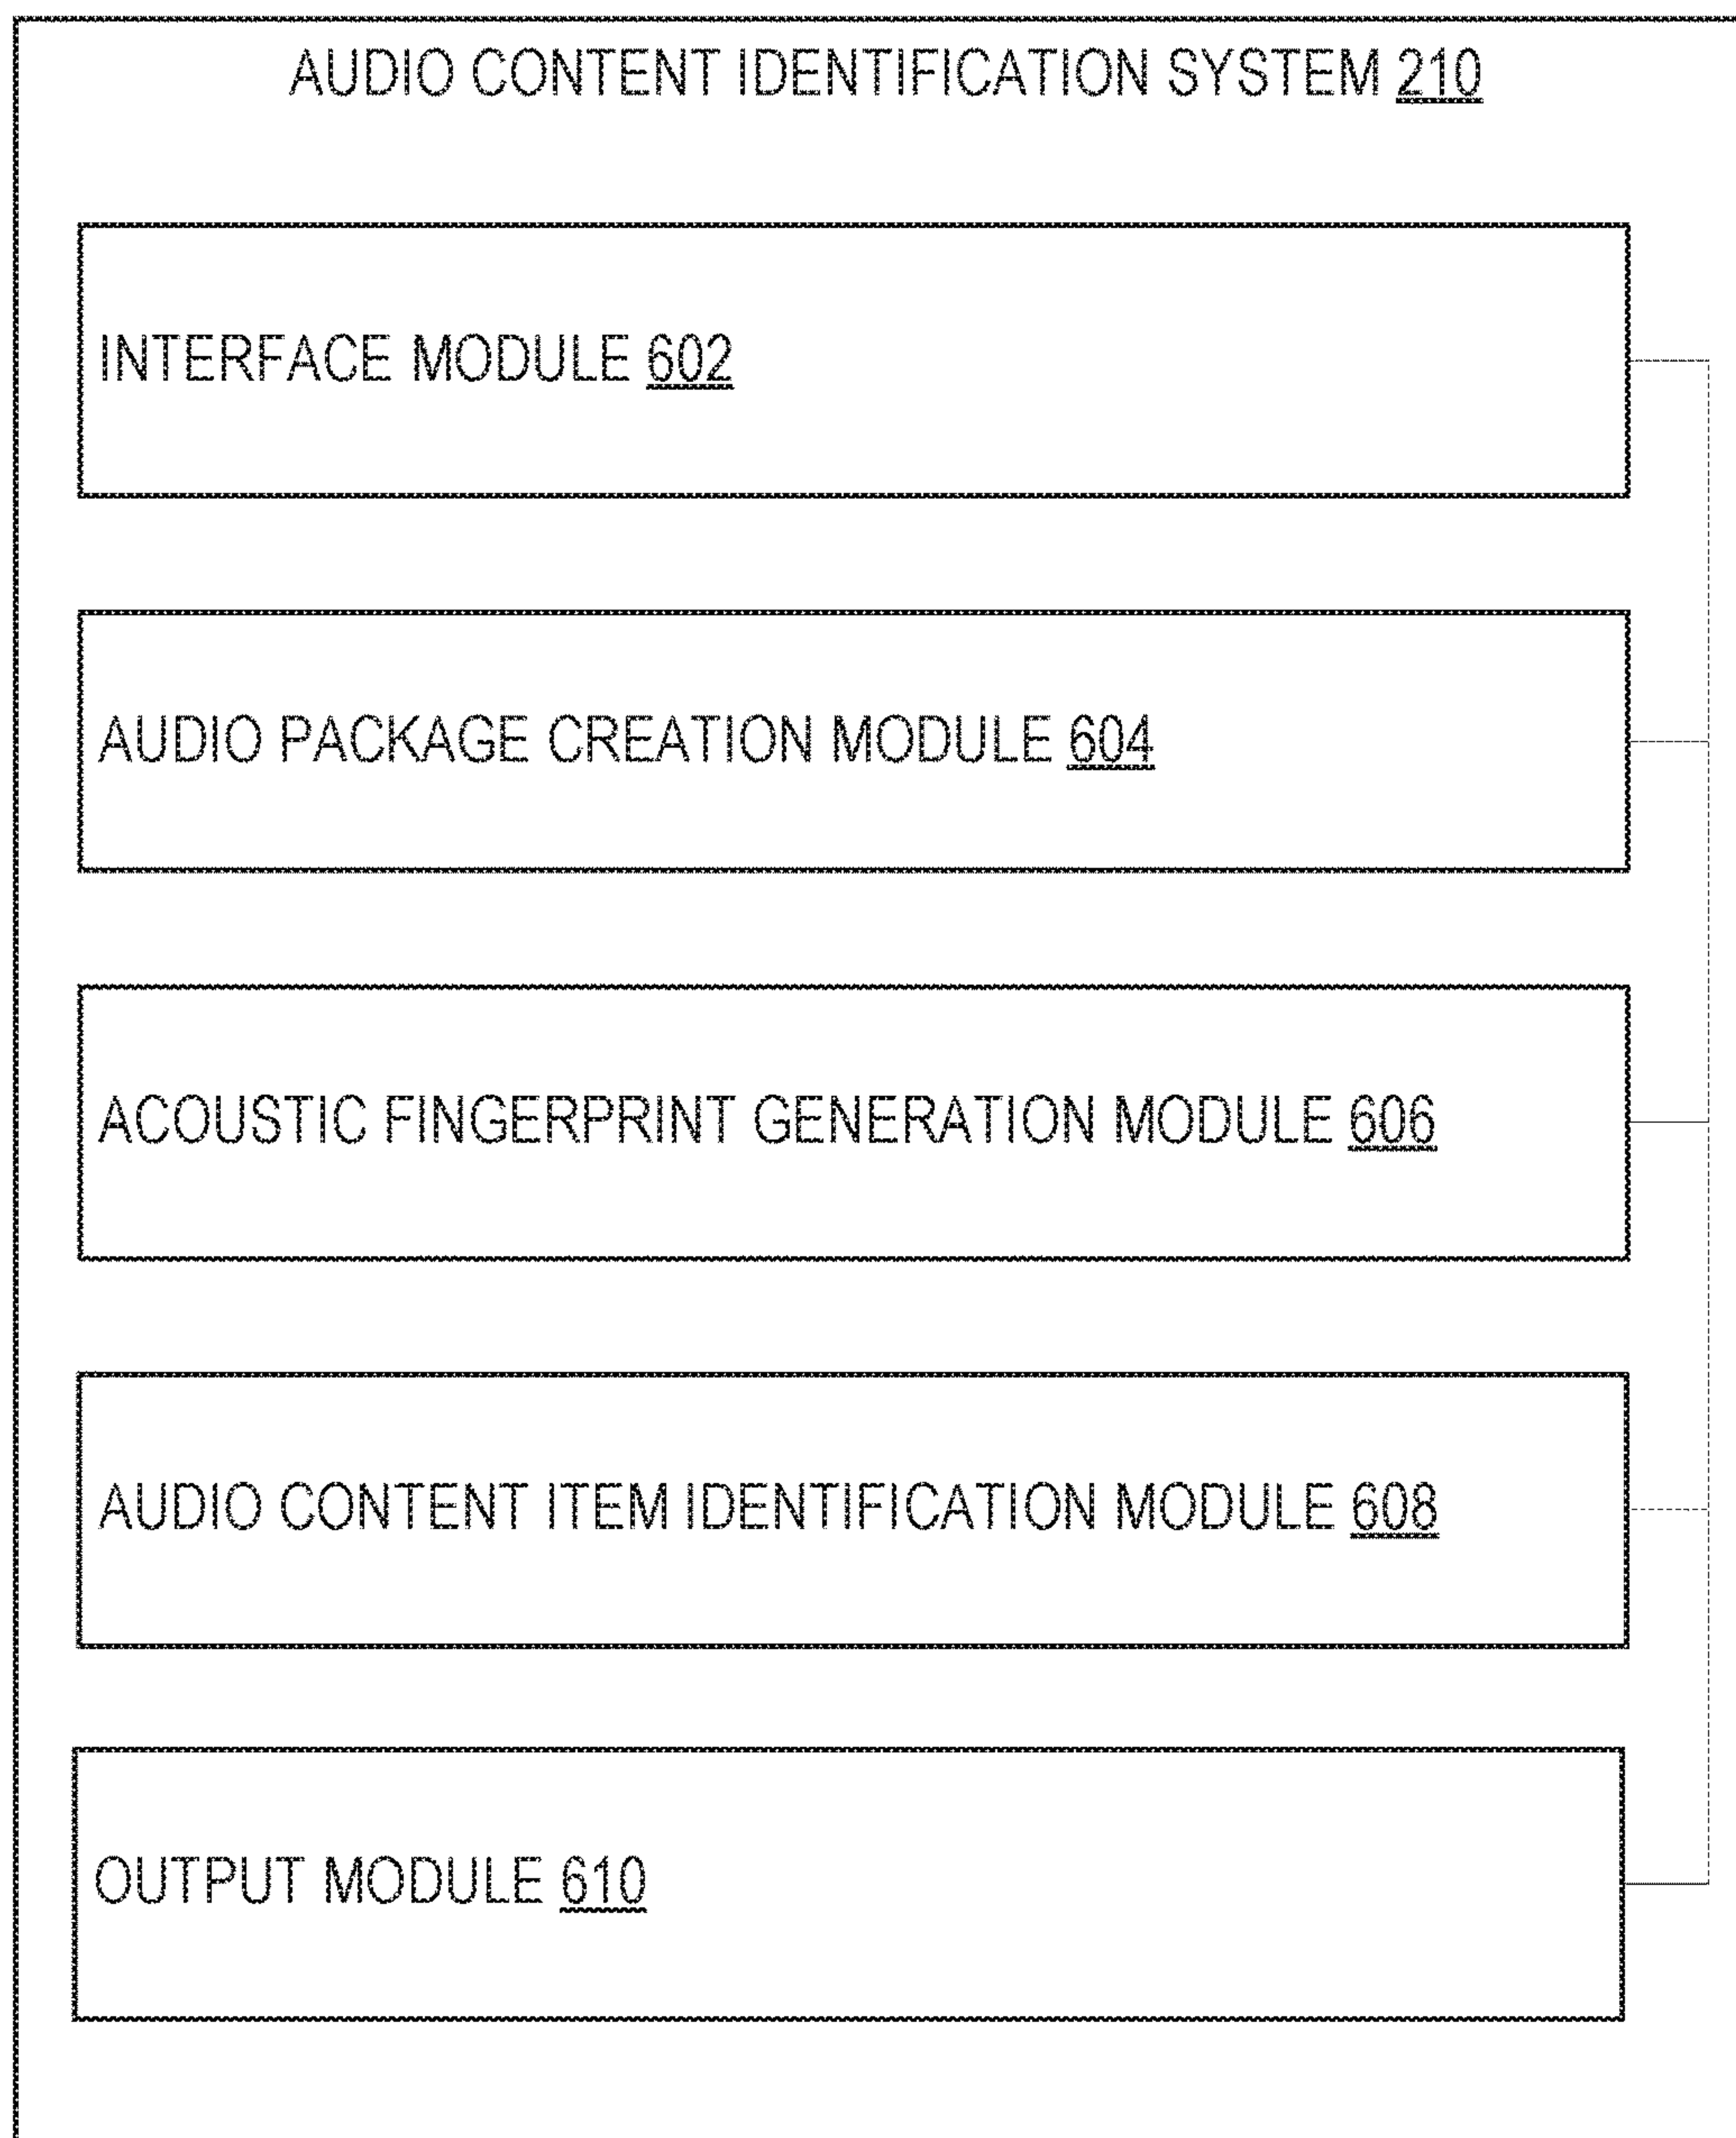 AUDIO CONTENT IDENTIFICATION SYSTEM 210
INTERFACE MODULE 602
AUDIO PACKAGE CREATION MODULE 604
ACOUSTIC FINGERPRINT GENERATION MODULE 606
AUDIO CONTENT ITEM IDENTIFICATION MODULE 608
OUTPUT MODULE 610